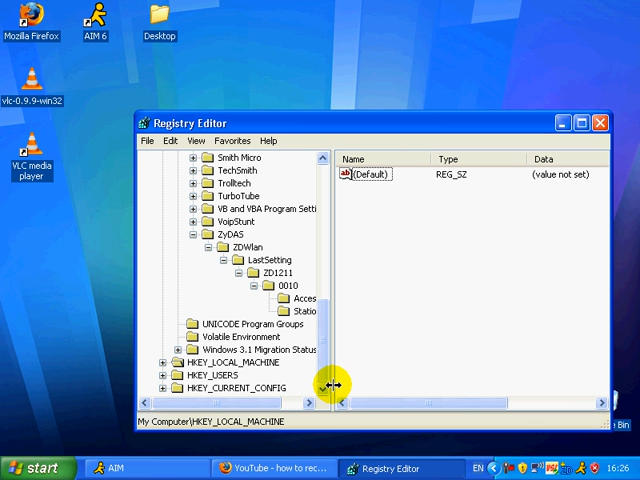 Mozilla Firefox
AIM 6
Desktop
vlc-0.9.9-win32
VLC media
player
Registry Editor
File Edit View Favorites Help
Name Type Data
ab (Default) REG_SZ (value not set)
Smith Micro
TechSmith
Trolltech
TurboTube
VB and VBA Program Setti
VoipStunt
ZyDAS
ZDWlan
LastSetting
ZD1211
0010
Acces
Statio
UNICODE Program Groups
Volatile Environment
Windows 3.1 Migration Status
HKEY_LOCAL_MACHINE
HKEY_USERS
HKEY_CURRENT_CONFIG
My Computer\HKEY_LOCAL_MACHINE
e Bin
start
AIM
YouTube - how to rec...
Registry Editor
EN
16:26